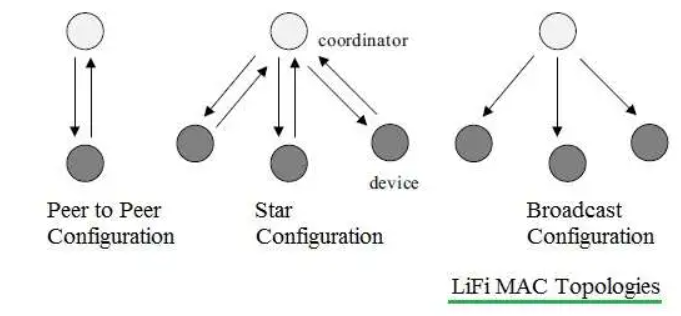 coordinator
device
Peer to Peer
Configuration
Star
Configuration
Broadcast
Configuration
LiFi MAC Topologies